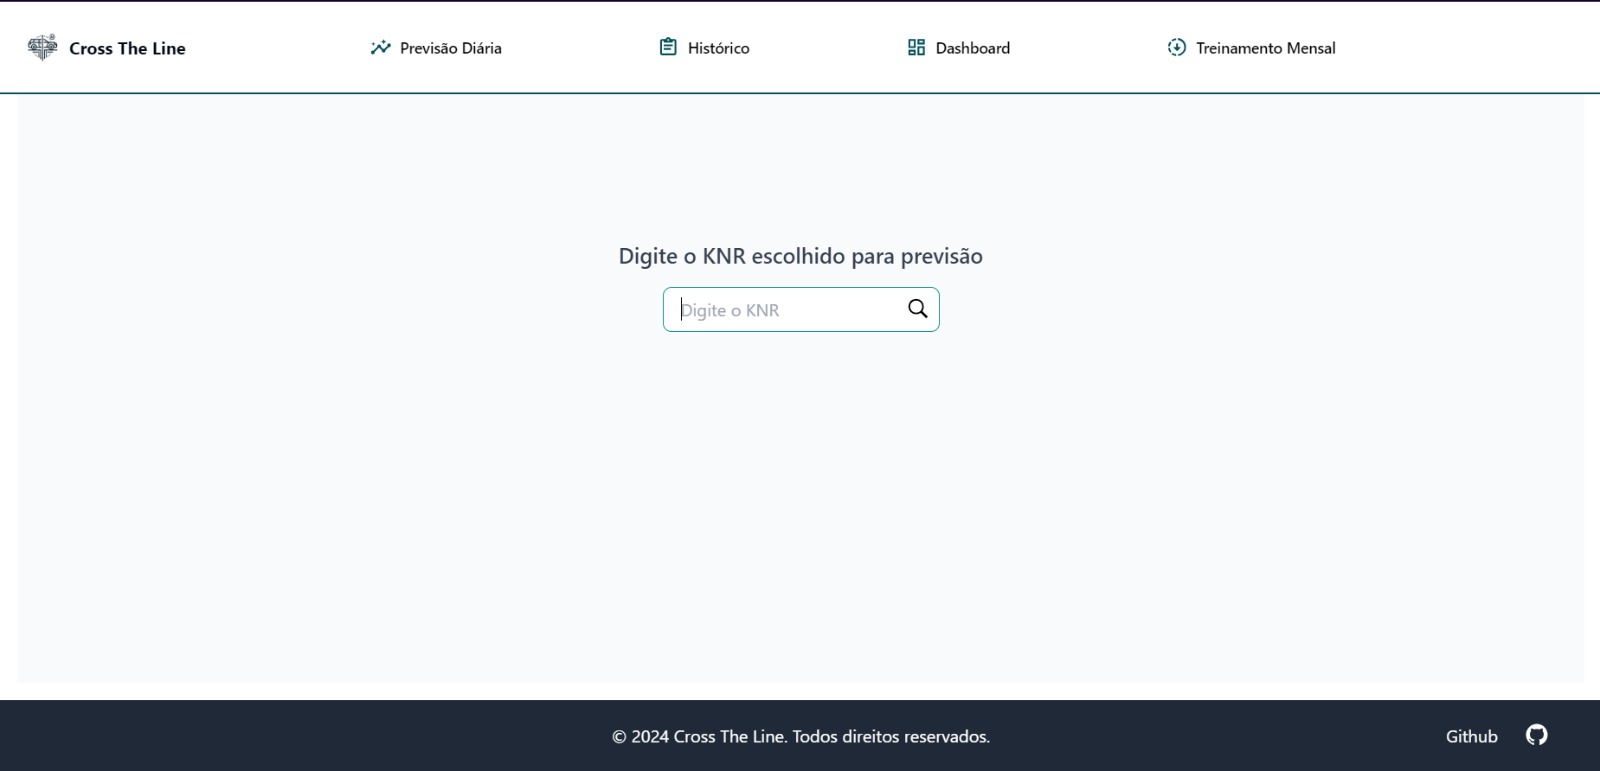 Cross The Line
Previsão Diária
Histórico
Dashboard
Treinamento Mensal
Digite o KNR escolhido para previsão
Digite o KNR
© 2024 Cross The Line. Todos direitos reservados.
Github